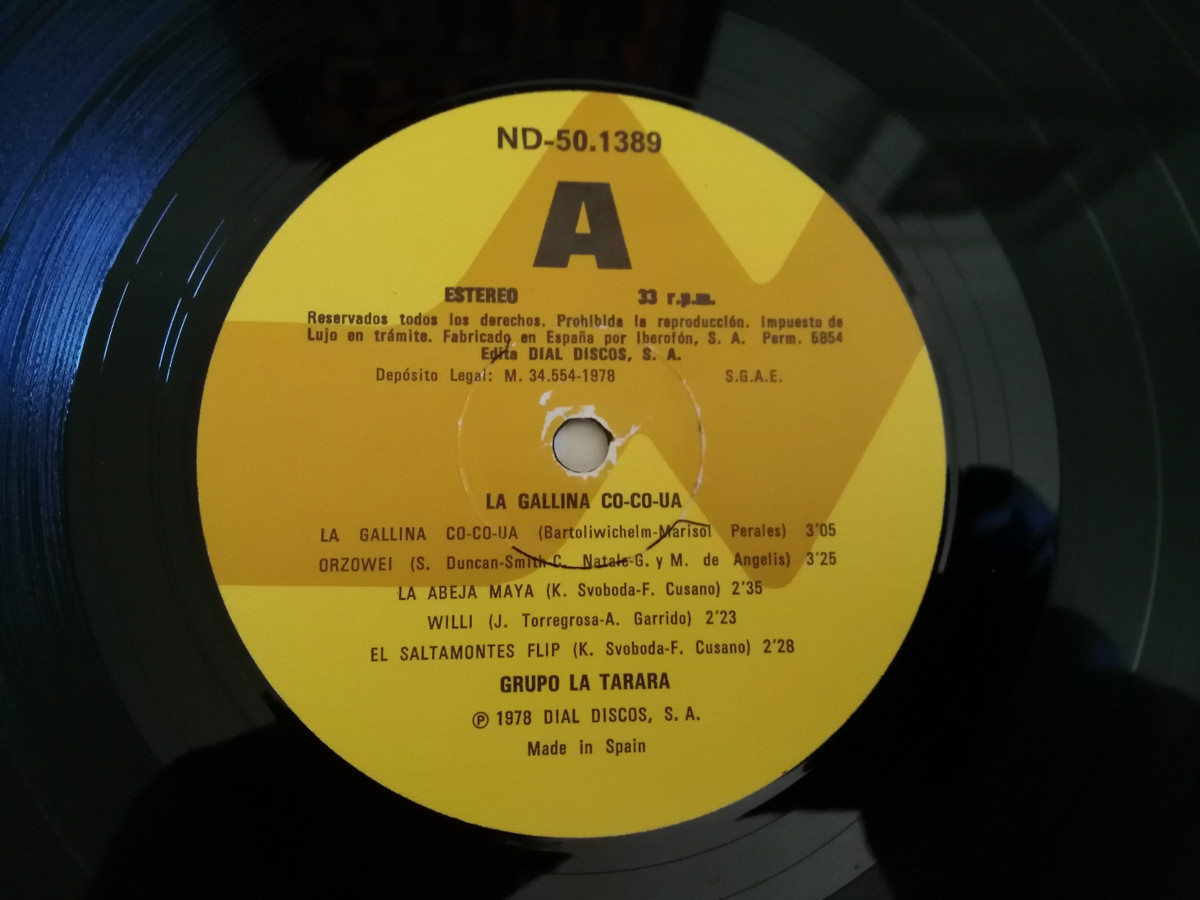 ND-50.1389
A
ESTEREO 33 r.p.m.
Reservados todos los derechos. Prohibida la reproducción. Impuesto de
Lujo en trámite. Fabricado en España por Iberofón, S. A. Perm. 5854
Edita DIAL DISCOS, S. A.
Depósito Legal: M. 34.554-1978 S.G.A.E.
LA GALLINA CO-CO-UA
LA GALLINA CO-CO-UA (Bartoliwichelm-Marisol Perales) 3'05
ORZOWEI (S. Duncan-Smith-C. Natale-G. y M. de Angelis) 3'25
LA ABEJA MAYA (K. Svoboda-F. Cusano) 2'35
WILLI (J. Torregrosa-A. Garrido) 2'23
EL SALTAMONTES FLIP (K. Svoboda-F. Cusano) 2'28
GRUPO LA TARARA
℗ 1978 DIAL DISCOS, S. A.
Made in Spain